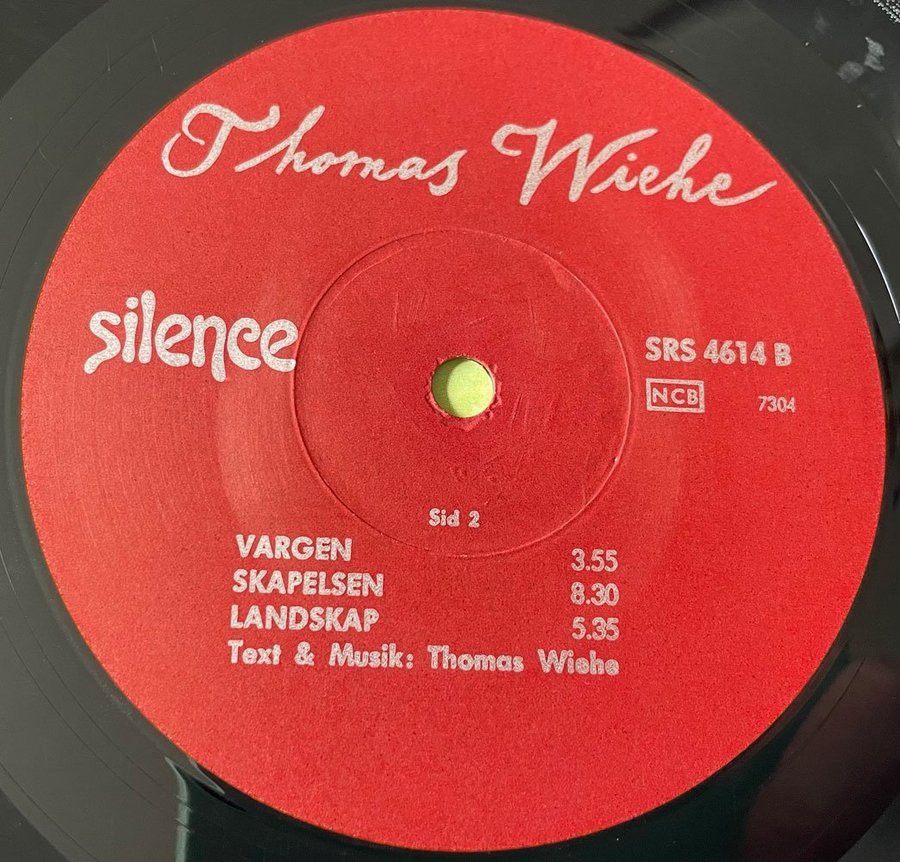 Thomas Wiehe
silence
SRS 4614 B
NCB 7304
Sid 2
VARGEN 3.55
SKAPELSEN 8.30
LANDSKAP 5.35
Text & Musik: Thomas Wiehe